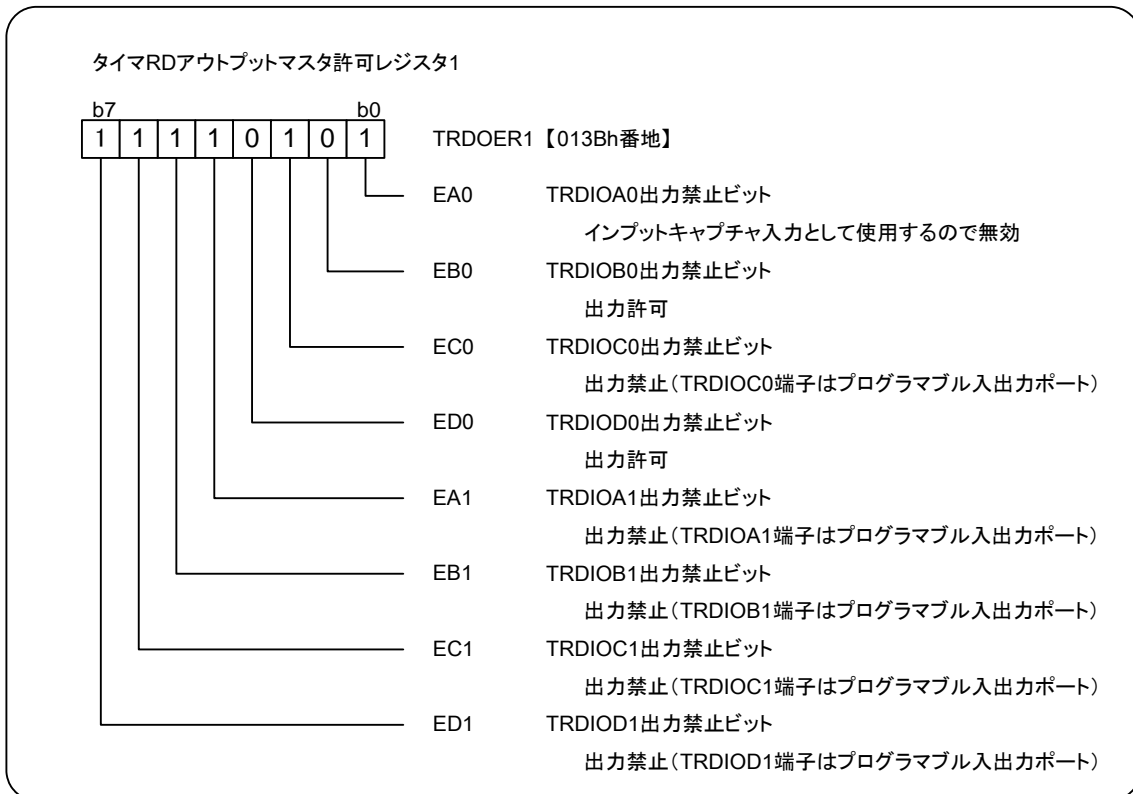 タイマRDアウトプットマスタ許可レジスタ1
b7 b0
1 1 1 1 0 1 0 1 TRDOER1 【013Bh番地】
EA0 TRDIOA0出力禁止ビット
インプットキャプチャ入力として使用するので無効
EB0 TRDIOB0出力禁止ビット
出力許可
EC0 TRDIOC0出力禁止ビット
出力禁止（TRDIOC0端子はプログラマブル入出力ポート）
ED0 TRDIOD0出力禁止ビット
出力許可
EA1 TRDIOA1出力禁止ビット
出力禁止（TRDIOA1端子はプログラマブル入出力ポート）
EB1 TRDIOB1出力禁止ビット
出力禁止（TRDIOB1端子はプログラマブル入出力ポート）
EC1 TRDIOC1出力禁止ビット
出力禁止（TRDIOC1端子はプログラマブル入出力ポート）
ED1 TRDIOD1出力禁止ビット
出力禁止（TRDIOD1端子はプログラマブル入出力ポート）